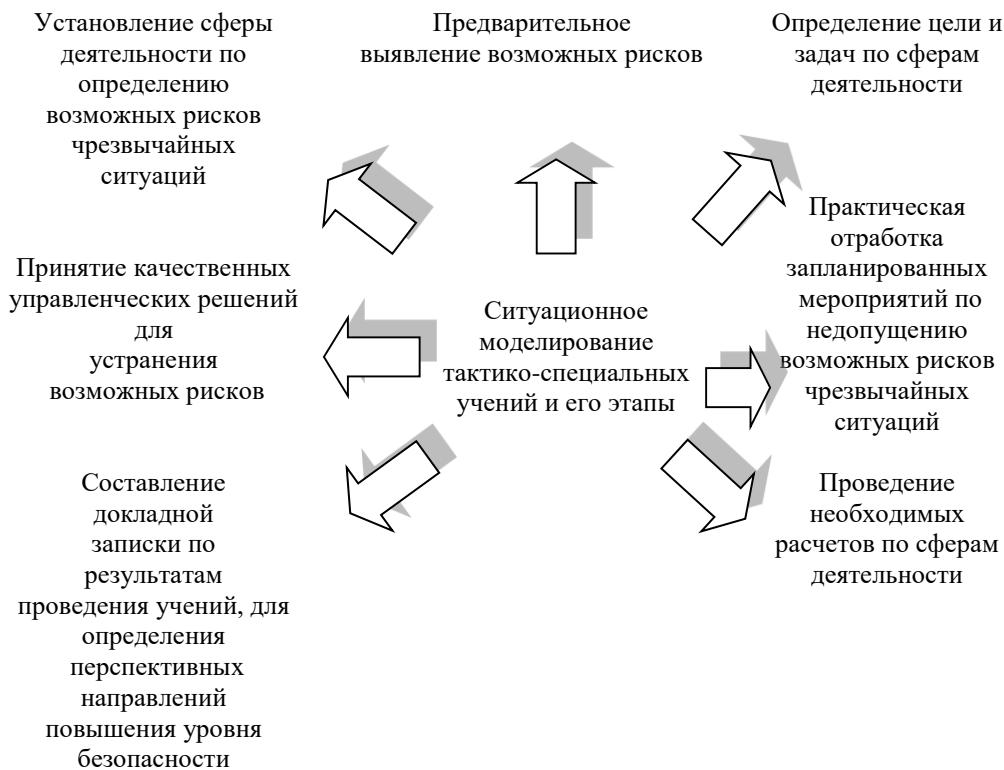 Установление сферы
деятельности по
определению
возможных рисков
чрезвычайных
ситуаций
Предварительное
выявление возможных рисков
Определение цели и
задач по сферам
деятельности
Принятие качественных
управленческих решений
для
устранения
возможных рисков
Ситуационное
моделирование
тактико-специальных
учений и его этапы
Практическая
отработка
запланированных
мероприятий по
недопущению
возможных рисков
чрезвычайных
ситуаций
Составление
докладной
записки по
результатам
проведения учений, для
определения
перспективных
направлений
повышения уровня
безопасности
Проведение
необходимых
расчетов по сферам
деятельности